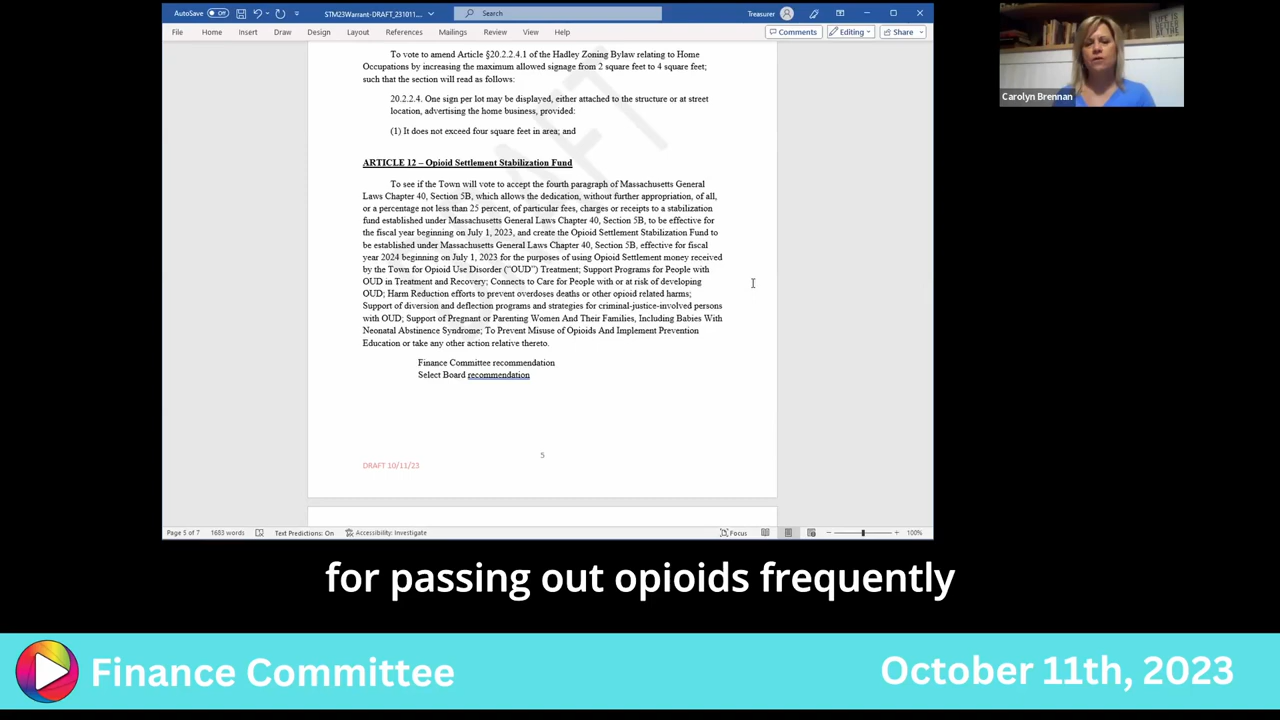 AutoSave Off STM23Warrant-DRAFT_231011... Search Treasurer
File Home Insert Draw Design Layout References Mailings Review View Help Comments Editing Share
To vote to amend Article §20.2.2.4.1 of the Hadley Zoning Bylaw relating to Home
Occupations by increasing the maximum allowed signage from 2 square feet to 4 square feet;
such that the section will read as follows:
20.2.2.4. One sign per lot may be displayed, either attached to the structure or at street
location, advertising the home business, provided:
(1) It does not exceed four square feet in area; and
ARTICLE 12 – Opioid Settlement Stabilization Fund
To see if the Town will vote to accept the fourth paragraph of Massachusetts General
Laws Chapter 40, Section 5B, which allows the dedication, without further appropriation, of all,
or a percentage not less than 25 percent, of particular fees, charges or receipts to a stabilization
fund established under Massachusetts General Laws Chapter 40, Section 5B, to be effective for
the fiscal year beginning on July 1, 2023, and create the Opioid Settlement Stabilization Fund to
be established under Massachusetts General Laws Chapter 40, Section 5B, effective for fiscal
year 2024 beginning on July 1, 2023 for the purposes of using Opioid Settlement money received
by the Town for Opioid Use Disorder (“OUD”) Treatment; Support Programs for People with
OUD in Treatment and Recovery; Connects to Care for People with or at risk of developing
OUD; Harm Reduction efforts to prevent overdoses deaths or other opioid related harms;
Support of diversion and deflection programs and strategies for criminal-justice-involved persons
with OUD; Support of Pregnant or Parenting Women And Their Families, Including Babies With
Neonatal Abstinence Syndrome; To Prevent Misuse of Opioids And Implement Prevention
Education or take any other action relative thereto.
Finance Committee recommendation
Select Board recommendation
5
DRAFT 10/11/23
DRAFT
Page 5 of 7 1683 words Text Predictions: On Accessibility: Investigate Focus 100%
Carolyn Brennan
for passing out opioids frequently
Finance Committee
October 11th, 2023